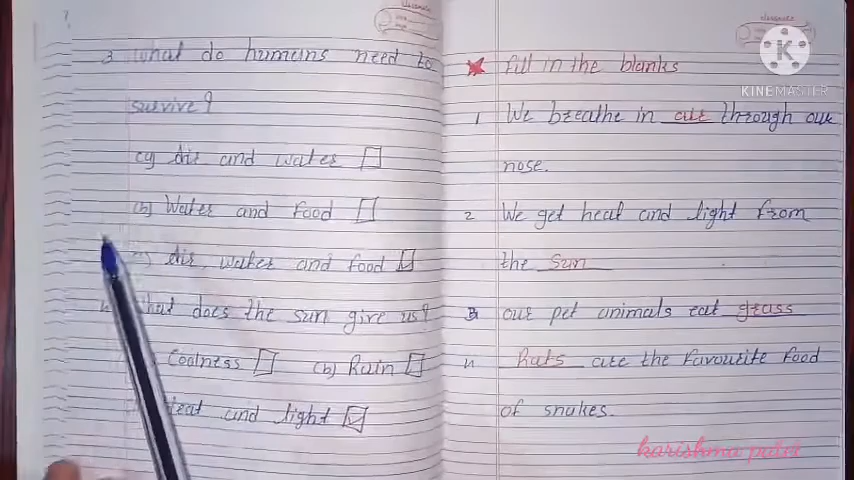 3 What do humans need to
survive?
(a) Air and water
(b) Water and food
c) Air, water and food
4 What does the sun give us?
Coolness (b) Rain
Heat and light
classmate
Fill in the blanks
1 We breathe in air through our
nose.
2 We get heat and light from
the sun
3 our pet animals eat grass
4 Rats are the favourite food
of snakes.
K
KINEMASTER